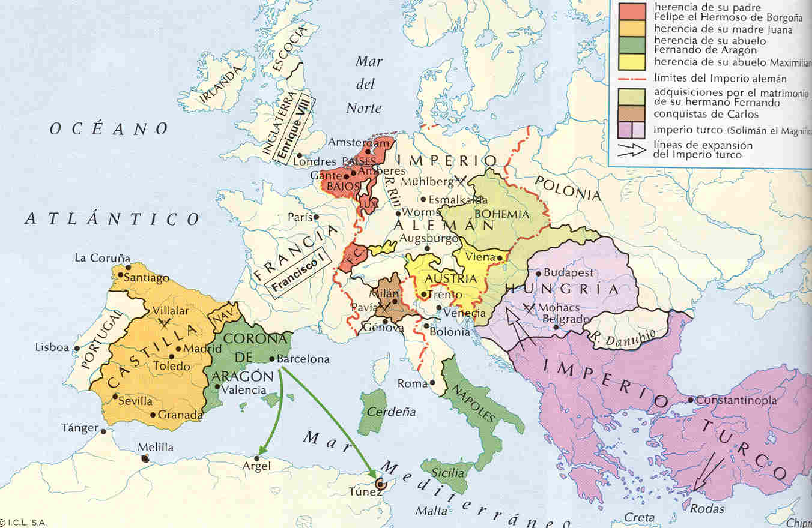 herencia de su padre
Felipe el Hermoso de Borgoña
herencia de su madre Juana
herencia de su abuelo
Fernando de Aragón
herencia de su abuelo
límites del Imperio alemán
adquisiciones por el matrimonio
de su hermano Fernando
conquistas de Carlos
imperio turco (Solimán el
líneas de expansión
del Imperio turco
ESCOCIA
IRLANDA
INGLATERRA
Enrique VIII
Mar
del
Norte
OCÉANO
ATLÁNTICO
Londres
Amsterdam
PAISES
BAJOS
Gante
Amberes
LUX
R. Rin
IMPERIO
ALEMÁN
Mühlberg
Esmalkalda
Worms
Augsburgo
BOHEMIA
POLONIA
París
FRANCIA
Francisco I
F.C.
Viena
AUSTRIA
Trento
HUNGRÍA
Budapest
Mohacs
Belgrado
R. Danubio
Milán
Pavía
Génova
Venecia
Bolonia
La Coruña
Santiago
Villalar
NAV.
CASTILLA
PORTUGAL
Lisboa
Madrid
Toledo
Sevilla
Granada
CORONA
DE
ARAGÓN
Barcelona
Valencia
Roma
NAPOLES
Cerdeña
Sicilia
Malta
IMPERIO
TURCO
Constantinopla
Tánger
Melilla
Argel
Túnez
Mar Mediterráneo
Creta
Rodas
© I.C.L. S.A.